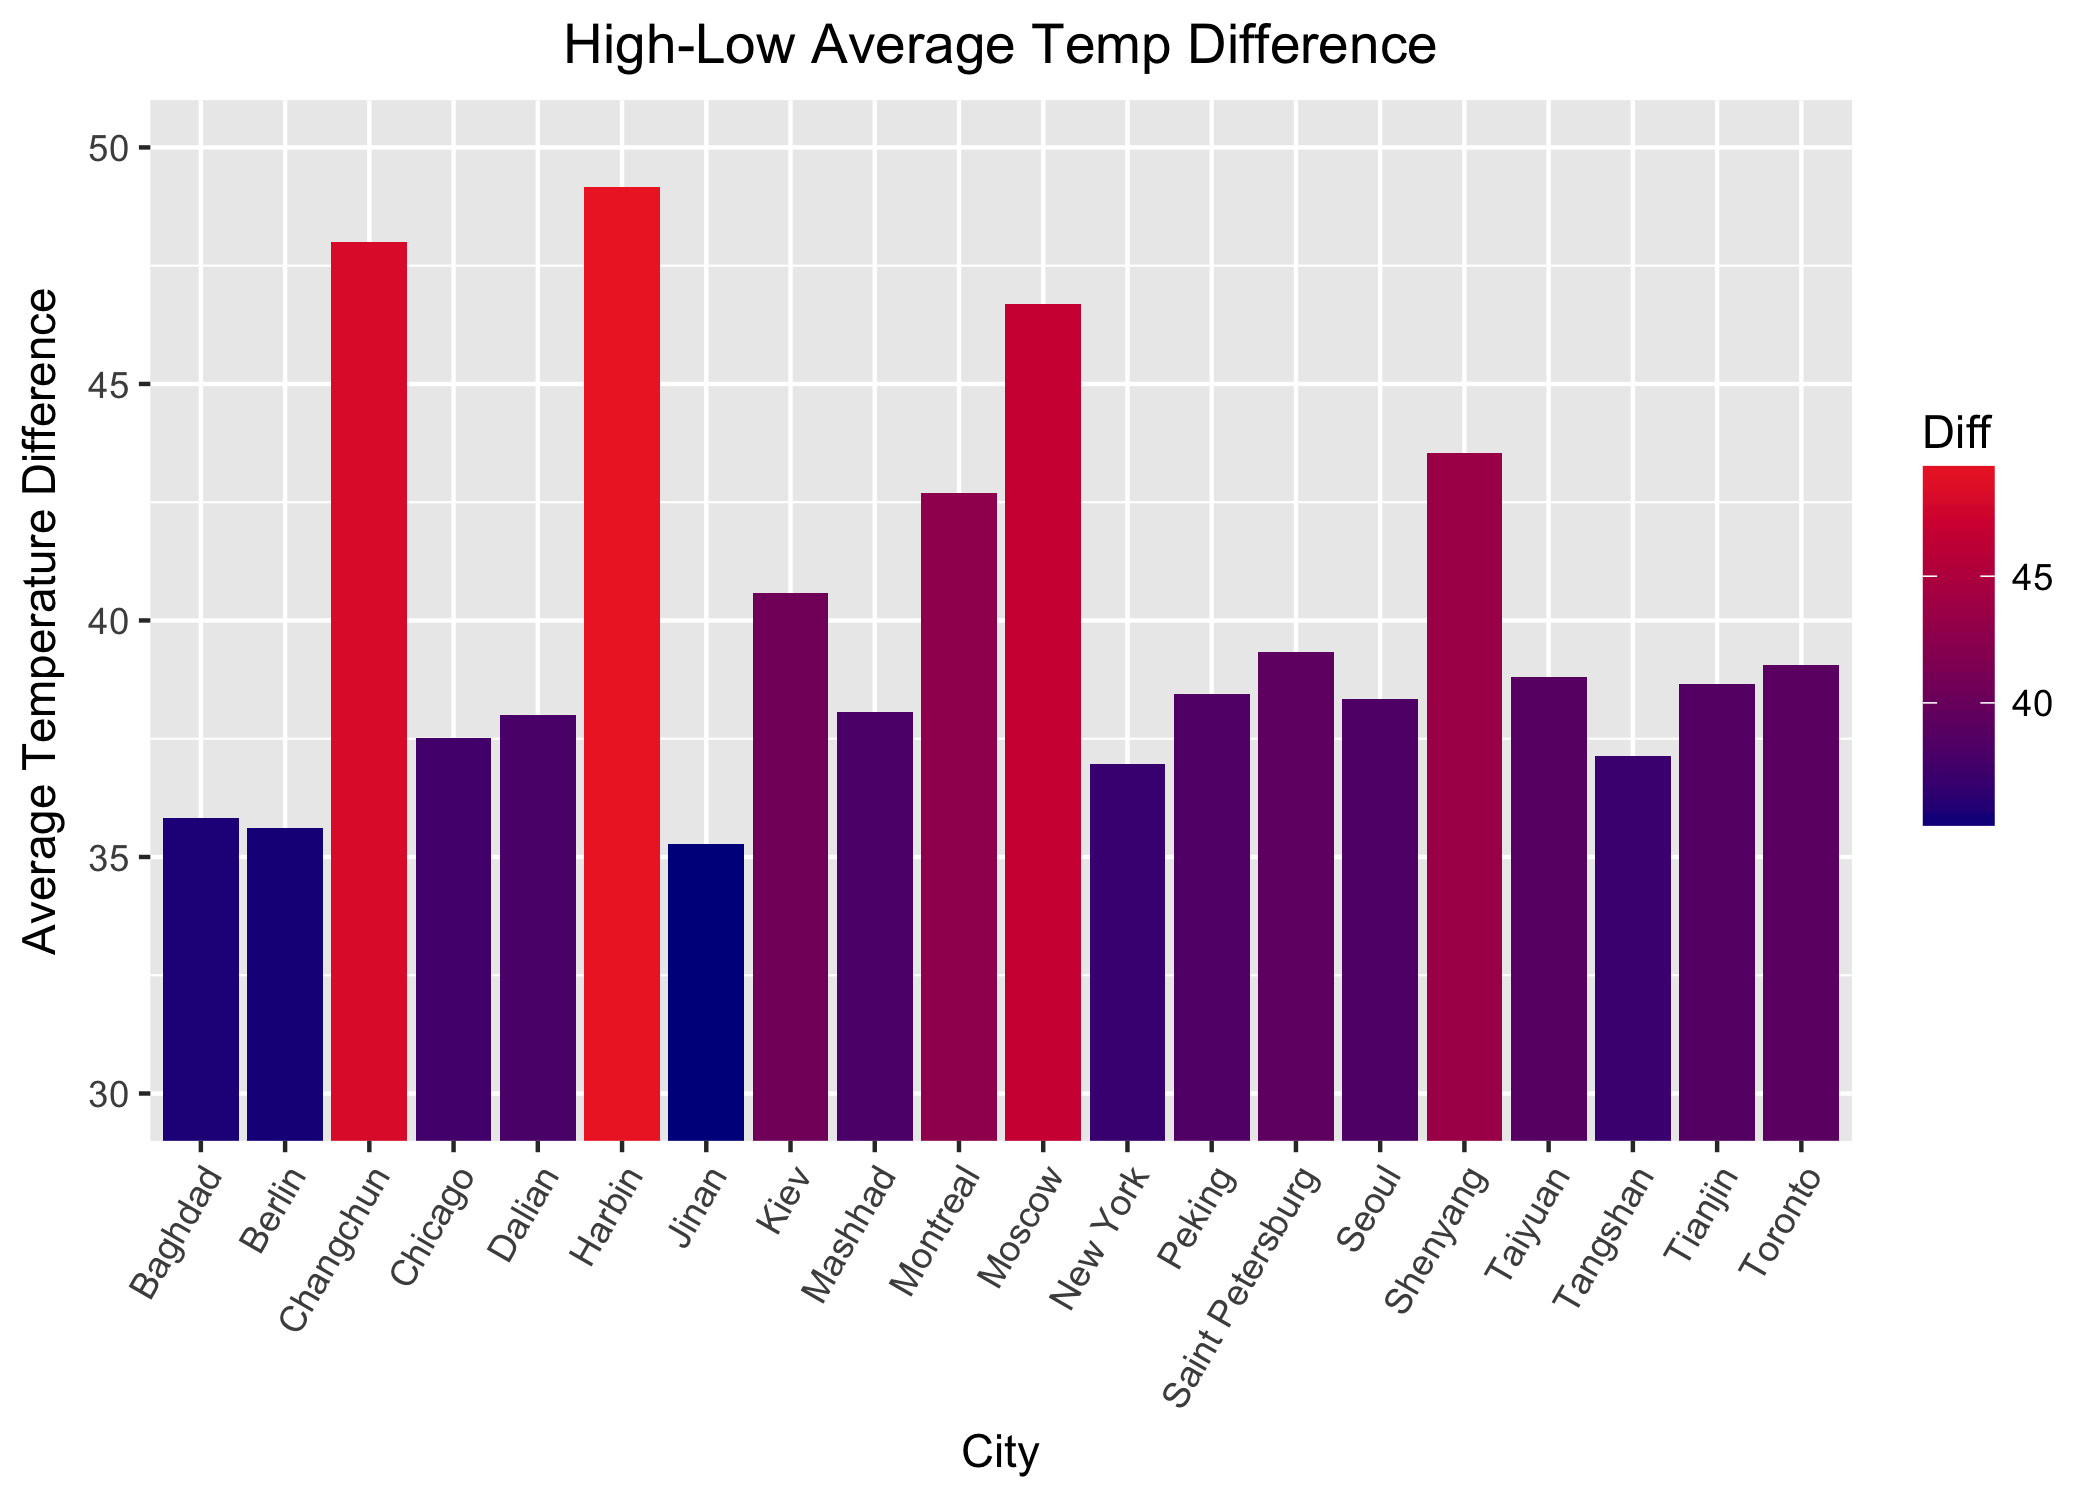 High-Low Average Temp Difference
Average Temperature Difference
50
45
40
35
30
Baghdad
Berlin
Changchun
Chicago
Dalian
Harbin
Jinan
Kiev
Mashhad
Montreal
Moscow
New York
Peking
Saint Petersburg
Seoul
Shenyang
Taiyuan
Tangshan
Tianjin
Toronto
City
Diff
45
40